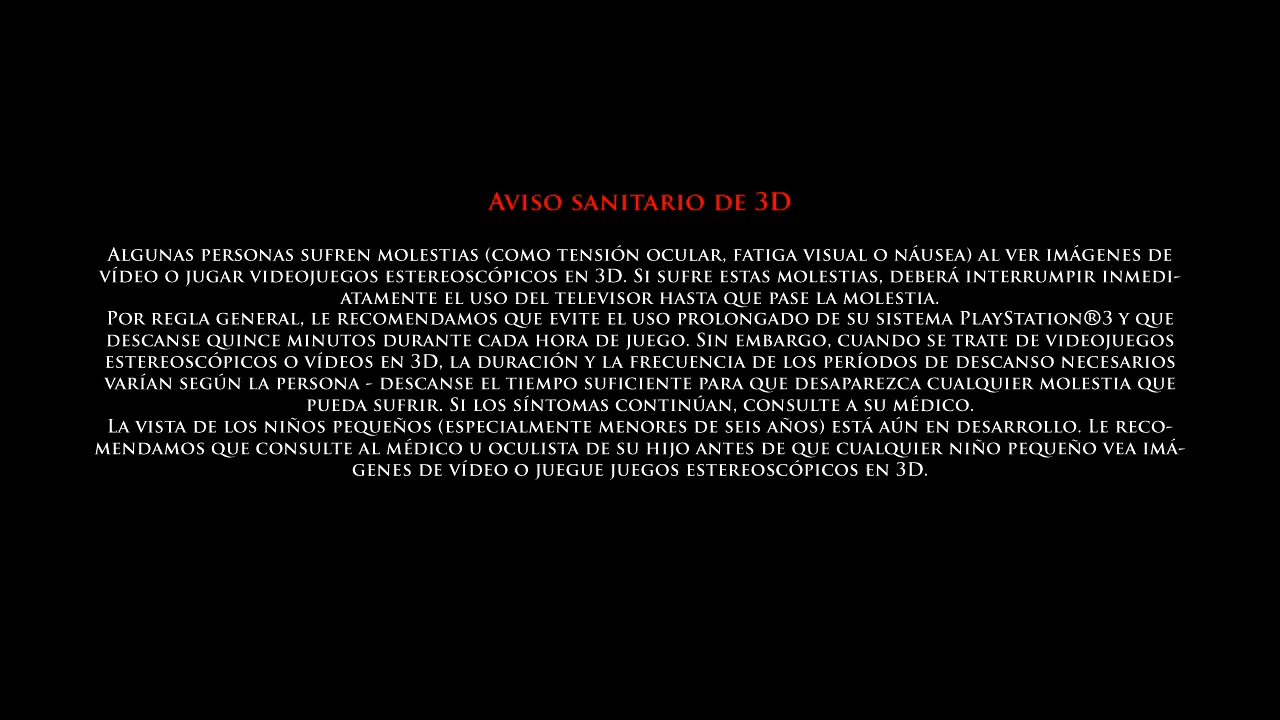 Aviso sanitario de 3D
Algunas personas sufren molestias (como tensión ocular, fatiga visual o náusea) al ver imágenes de
vídeo o jugar videojuegos estereoscópicos en 3D. Si sufre estas molestias, deberá interrumpir inmedi-
atamente el uso del televisor hasta que pase la molestia.
Por regla general, le recomendamos que evite el uso prolongado de su sistema PlayStation®3 y que
descanse quince minutos durante cada hora de juego. Sin embargo, cuando se trate de videojuegos
estereoscópicos o vídeos en 3D, la duración y la frecuencia de los períodos de descanso necesarios
varían según la persona - descanse el tiempo suficiente para que desaparezca cualquier molestia que
pueda sufrir. Si los síntomas continúan, consulte a su médico.
La vista de los niños pequeños (especialmente menores de seis años) está aún en desarrollo. Le reco-
mendamos que consulte al médico u oculista de su hijo antes de que cualquier niño pequeño vea imá-
genes de vídeo o juegue juegos estereoscópicos en 3D.